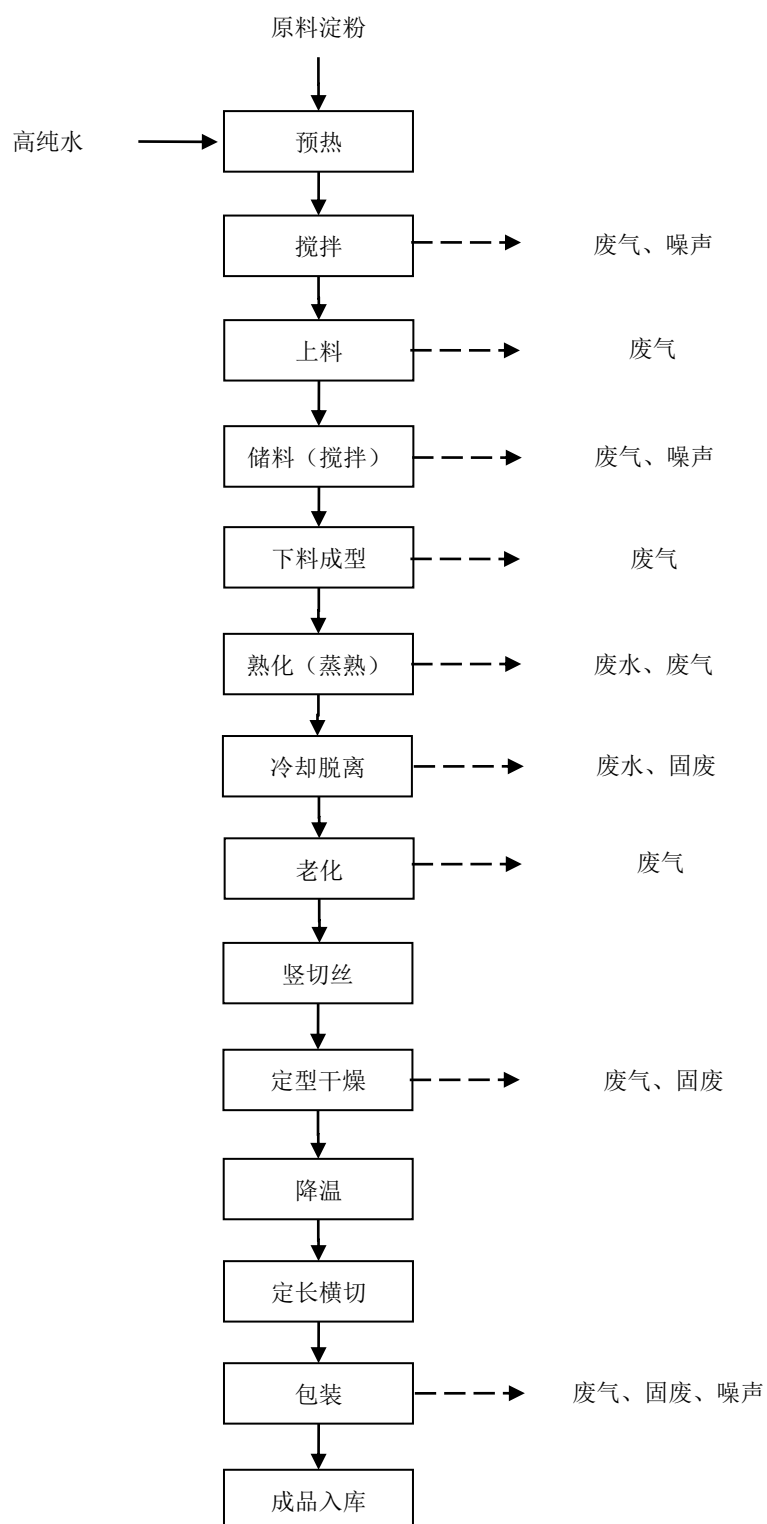 原料淀粉
高纯水
预热
搅拌
废气、噪声
上料
废气
储料（搅拌）
废气、噪声
下料成型
废气
熟化（蒸熟）
废水、废气
冷却脱离
废水、固废
老化
废气
竖切丝
定型干燥
废气、固废
降温
定长横切
包装
废气、固废、噪声
成品入库